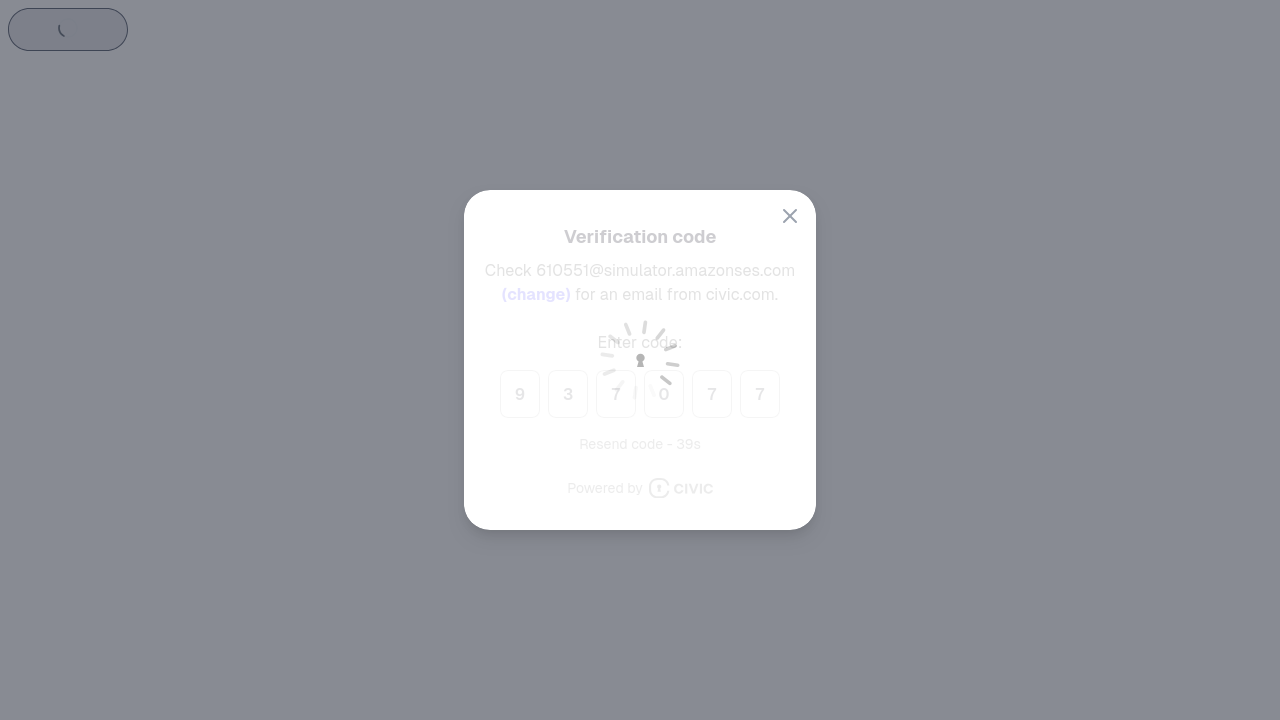 Verification code
Check 610551@simulator.amazonses.com
(change) for an email from civic.com.
Enter code:
9 3 7 0 7 7
Resend code - 39s
Powered by CIVIC